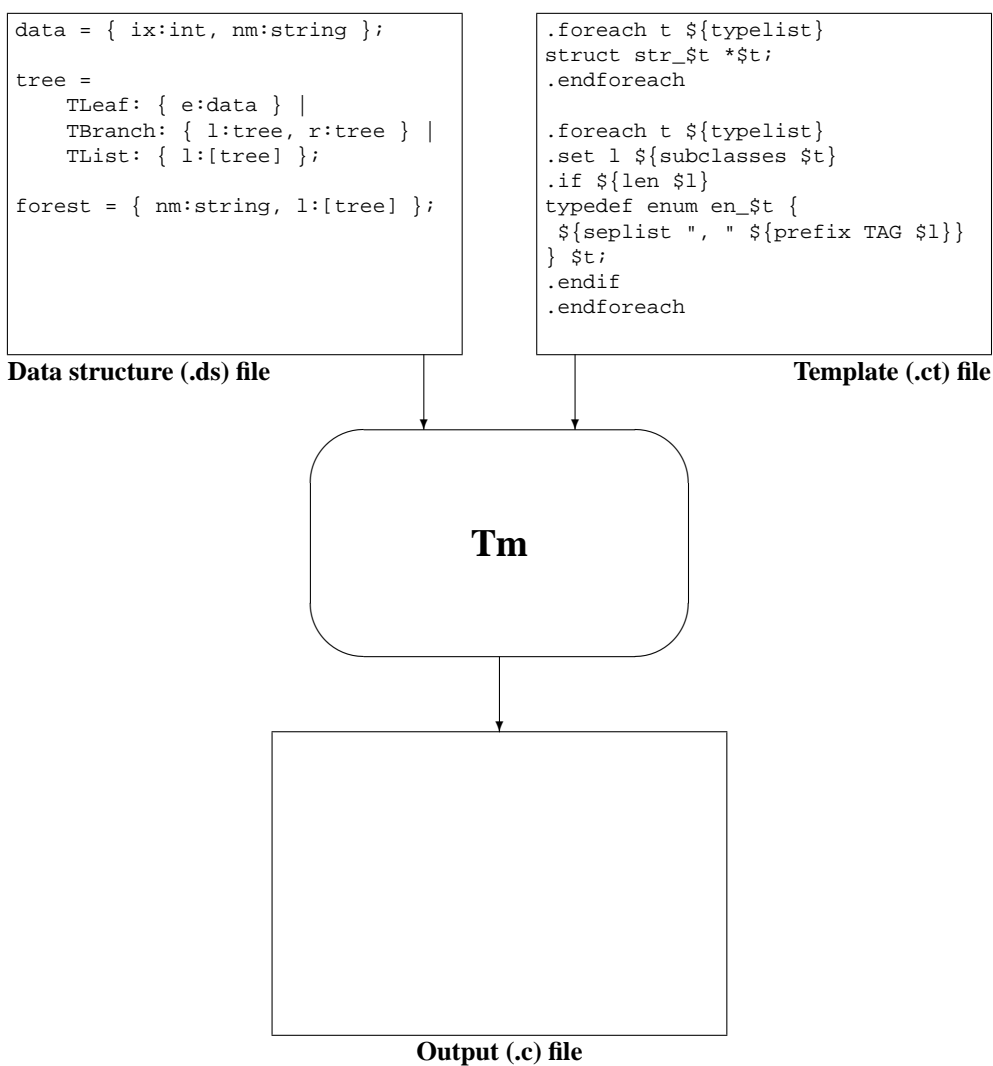 data = { ix:int, nm:string };
tree =
    TLeaf: { e:data } |
    TBranch: { l:tree, r:tree } |
    TList: { l:[tree] };
forest = { nm:string, l:[tree] };
Data structure (.ds) file
.foreach t ${typelist}
struct str_$t *$t;
.endforeach
.foreach t ${typelist}
.set l ${subclasses $t}
.if ${len $l}
typedef enum en_$t {
 ${seplist ", " ${prefix TAG $l}}
} $t;
.endif
.endforeach
Template (.ct) file
Tm
Output (.c) file